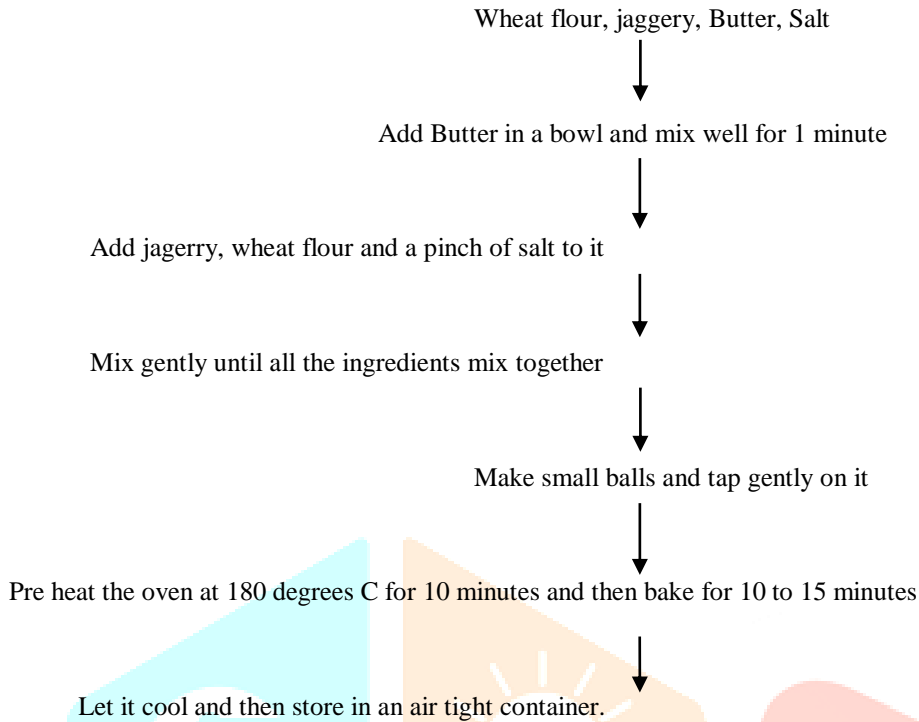 Wheat flour, jaggery, Butter, Salt
Add Butter in a bowl and mix well for 1 minute
Add jagerry, wheat flour and a pinch of salt to it
Mix gently until all the ingredients mix together
Make small balls and tap gently on it
Pre heat the oven at 180 degrees C for 10 minutes and then bake for 10 to 15 minutes
Let it cool and then store in an air tight container.